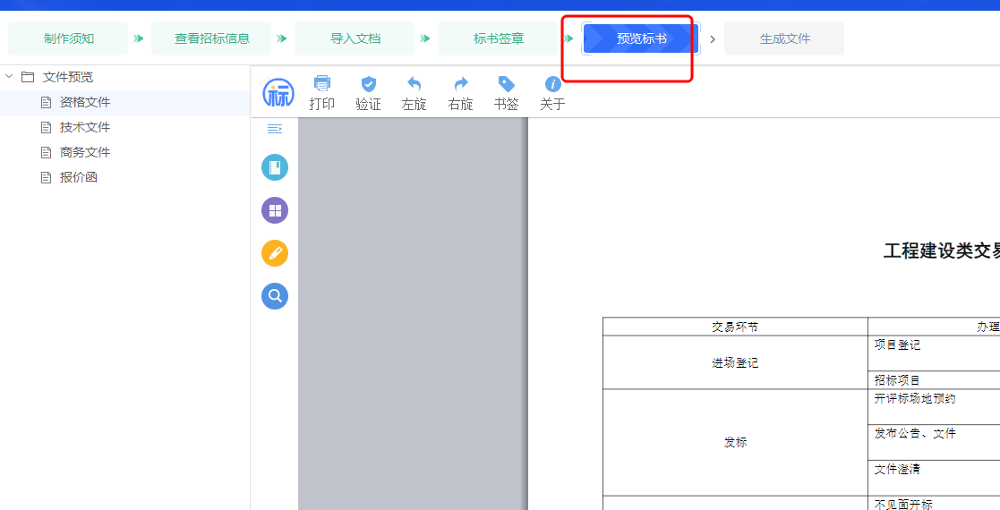 制作须知
查看招标信息
导入文档
标书签章
预览标书
生成文件
文件预览
资格文件
技术文件
商务文件
报价函
标
打印
验证
左旋
右旋
书签
关于
工程建设类交易
交易环节
办理
进场登记
项目登记
招标项目
发标
开评标场地预约
发布公告、文件
文件澄清
不见面开标